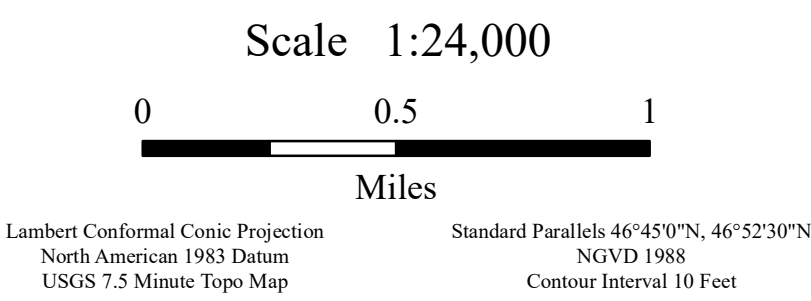 Scale 1:24,000
0 0.5 1
Miles
Lambert Conformal Conic Projection
North American 1983 Datum
USGS 7.5 Minute Topo Map
Standard Parallels 46°45'0"N, 46°52'30"N
NGVD 1988
Contour Interval 10 Feet